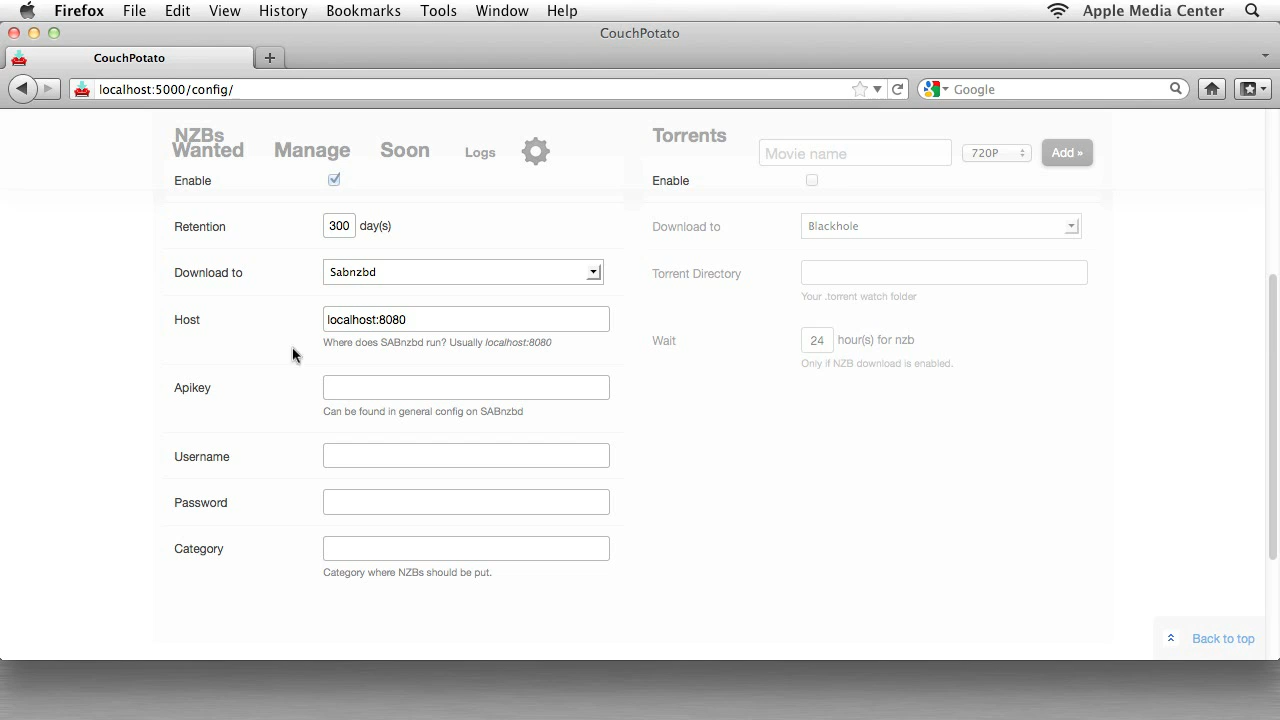 Firefox File Edit View History Bookmarks Tools Window Help Apple Media Center
CouchPotato
CouchPotato
localhost:5000/config/ Google
NZBs
Torrents
Wanted Manage Soon Logs Movie name 720P Add »
Enable
Enable
Retention 300 day(s)
Download to Sabnzbd
Host localhost:8080
Where does SABnzbd run? Usually localhost:8080
Apikey
Can be found in general config on SABnzbd
Username
Password
Category
Category where NZBs should be put.
Download to Blackhole
Torrent Directory
Your .torrent watch folder
Wait 24 hour(s) for nzb
Only if NZB download is enabled.
Back to top